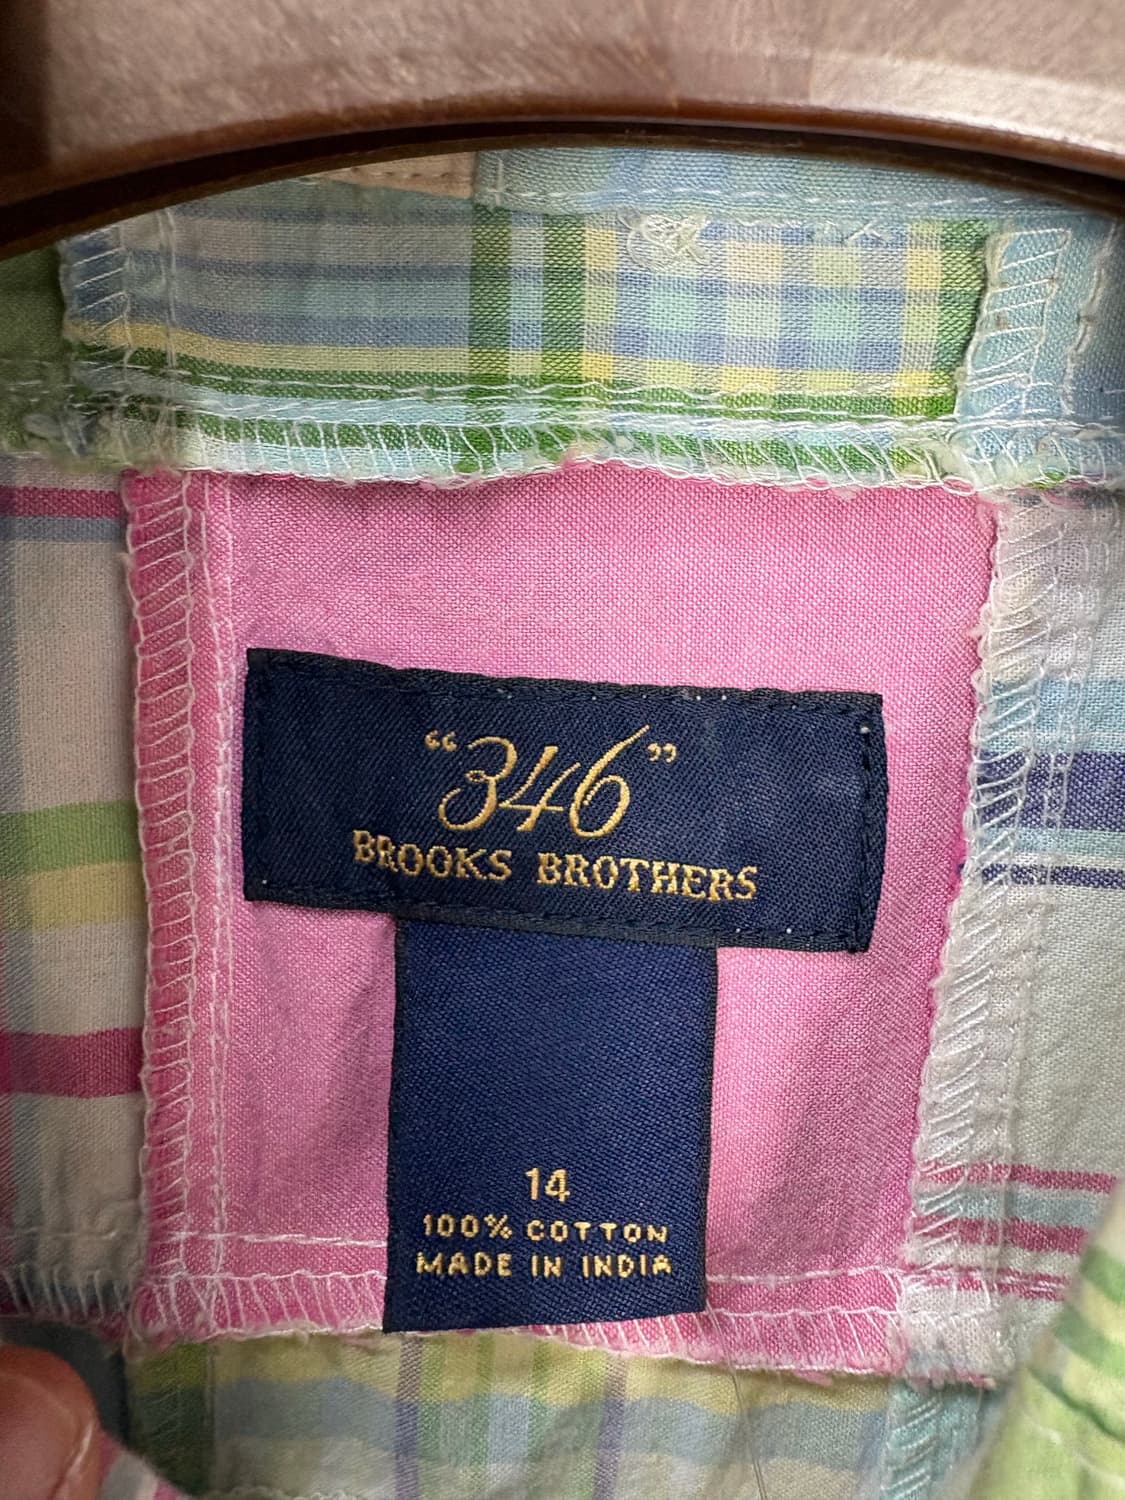 “346”
BROOKS BROTHERS
14
100% COTTON
MADE IN INDIA